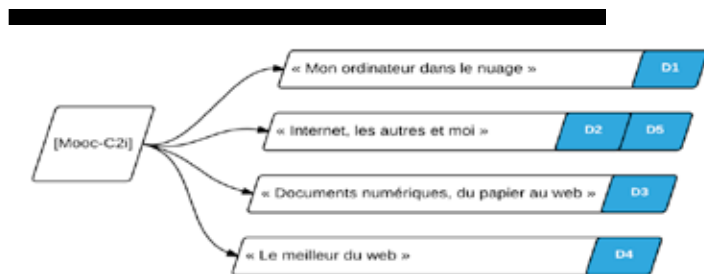 « Mon ordinateur dans le nuage » D1
[Mooc-C2i]
« Internet, les autres et moi » D2 D5
« Documents numériques, du papier au web » D3
« Le meilleur du web » D4